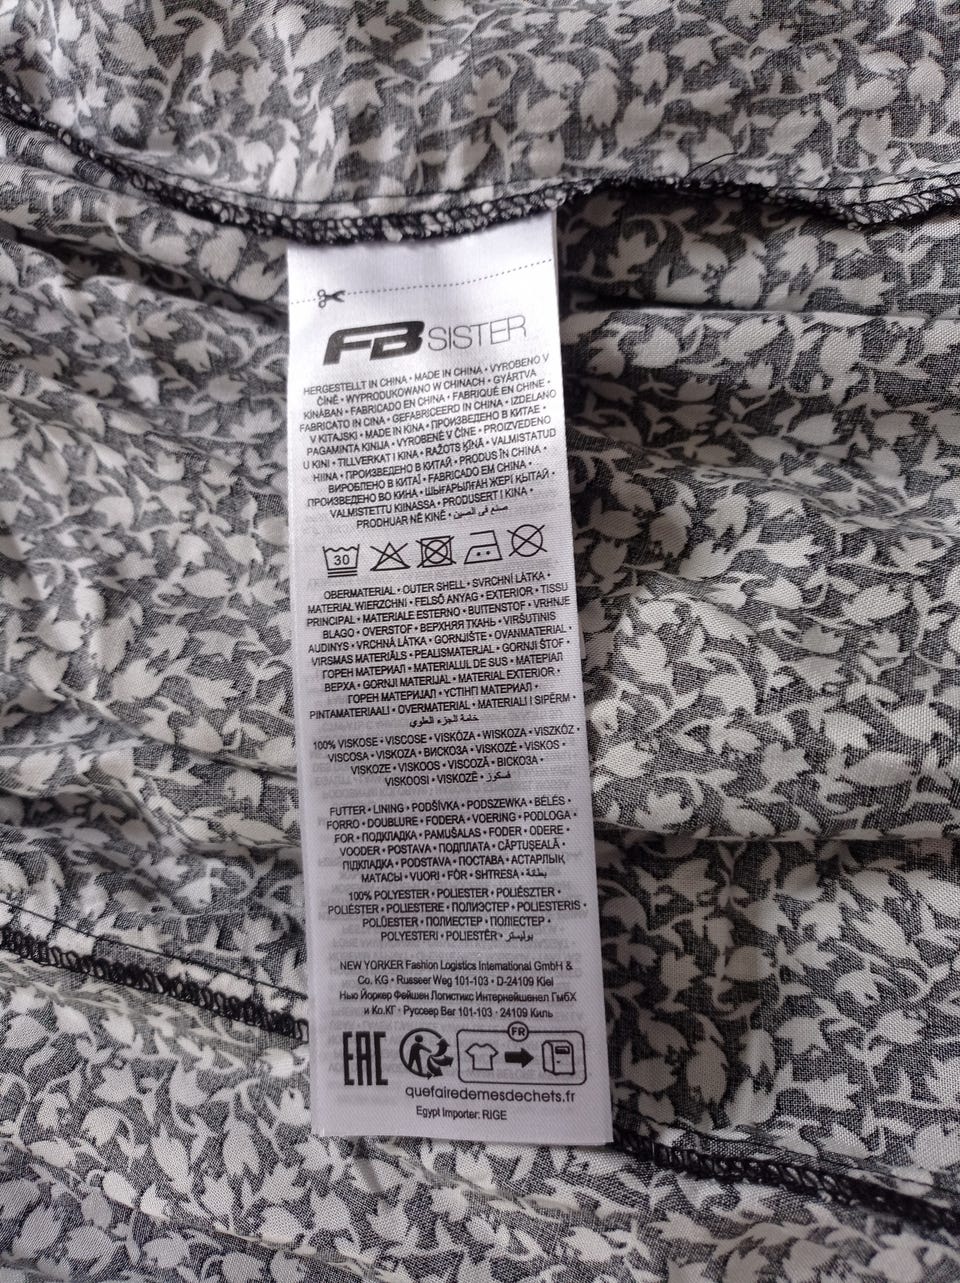 FB SISTER
HERGESTELLT IN CHINA • MADE IN CHINA • VYROBENO V
ČÍNĚ • WYPRODUKOWANO W CHINACH • GYÁRTVA
KÍNÁBAN • FABRICADO EN CHINA • FABRIQUÉ EN CHINE •
FABBRICATO IN CINA • GEFABRICEERD IN CHINA • IZDELANO
V KITAJSKI • MADE IN KINA • ПРОИЗВЕДЕНО В КИТАЕ •
PAGAMINTA KINIJA • VYROBENÉ V ČÍNE • PROIZVEDENO
U KINI • TILLVERKAT I KINA • RAŽOTS ĶĪNĀ • VALMISTATUD
HIINA • ПРОИЗВЕДЕНО В КИТАЙ • PRODUS ÎN CHINA •
ВИРОБЛЕНО В КИТАЇ • FABRICADO EM CHINA •
ПРОИЗВЕДЕНО ВО КИНА • ШЫҒАРЫЛҒАН ЖЕРІ ҚЫТАЙ •
VALMISTETTU KIINASSA • PRODUSERT I KINA •
PRODHUAR NË KINË • صنع في الصين
30
OBERMATERIAL • OUTER SHELL • SVRCHNÍ LÁTKA •
MATERIAŁ WIERZCHNI • FELSŐ ANYAG • EXTERIOR • TISSU
PRINCIPAL • MATERIALE ESTERNO • BUITENSTOF • VRHNJE
BLAGO • OVERSTOF • ВЕРХНЯЯ ТКАНЬ • VIRŠUTINIS
AUDINYS • VRCHNÁ LÁTKA • GORNJIŠTE • OVANMATERIAL •
VIRSMAS MATERIĀLS • PEALISMATERJAL • GORNJI ŠTOF •
ГОРЕН МАТЕРИАЛ • MATERIALUL DE SUS • МАТЕРІАЛ
ВЕРХА • GORNJI MATERIJAL • MATERIAL EXTERIOR •
ГОРЕН МАТЕРИЈАЛ • ҮСТІҢГІ МАТЕРИАЛ •
PINTAMATERIAALI • OVERMATERIAL • MATERIALI I SIPËRM •
خامة الجزء العلوي
100% VISKOSE • VISCOSE • VISKÓZA • WISKOZA • VISZKÓZ •
VISCOSA • VISKOZA • ВИСКОЗА • VISKOZĖ • VISKOS •
VISKOZE • VISKOOS • VISCOZĂ • ВІСКОЗА •
VISKOOSI • VISKOZË • فسكوز
FUTTER • LINING • PODŠÍVKA • PODSZEWKA • BÉLÉS •
FORRO • DOUBLURE • FODERA • VOERING • PODLOGA •
FOR • ПОДКЛАДКА • PAMUŠALAS • FODER • ODERE •
VOODER • POSTAVA • ПОДПЛАТА • CĂPTUȘEALĂ •
ПІДКЛАДКА • PODSTAVA • ПОСТАВА • АСТАРЛЫҚ
МАТАСЫ • VUORI • FÔR • SHTRESA • بطانة
100% POLYESTER • POLIESTER • POLIÉSZTER •
POLIÉSTER • POLIESTERE • ПОЛИЭСТЕР • POLIESTERIS •
POLÜESTER • ПОЛИЕСТЕР • ПОЛІЕСТЕР •
POLYESTERI • POLIESTËR • بوليستر
NEW YORKER Fashion Logistics International GmbH &
Co. KG • Russeer Weg 101-103 • D-24109 Kiel
Нью Йоркер Фейшен Логистикс Интернейшенел ГмбХ
и Ко.КГ • Руссеер Вег 101-103 • 24109 Киль
EAC FR
quefairedemesdechets.fr
Egypt Importer: RIGE